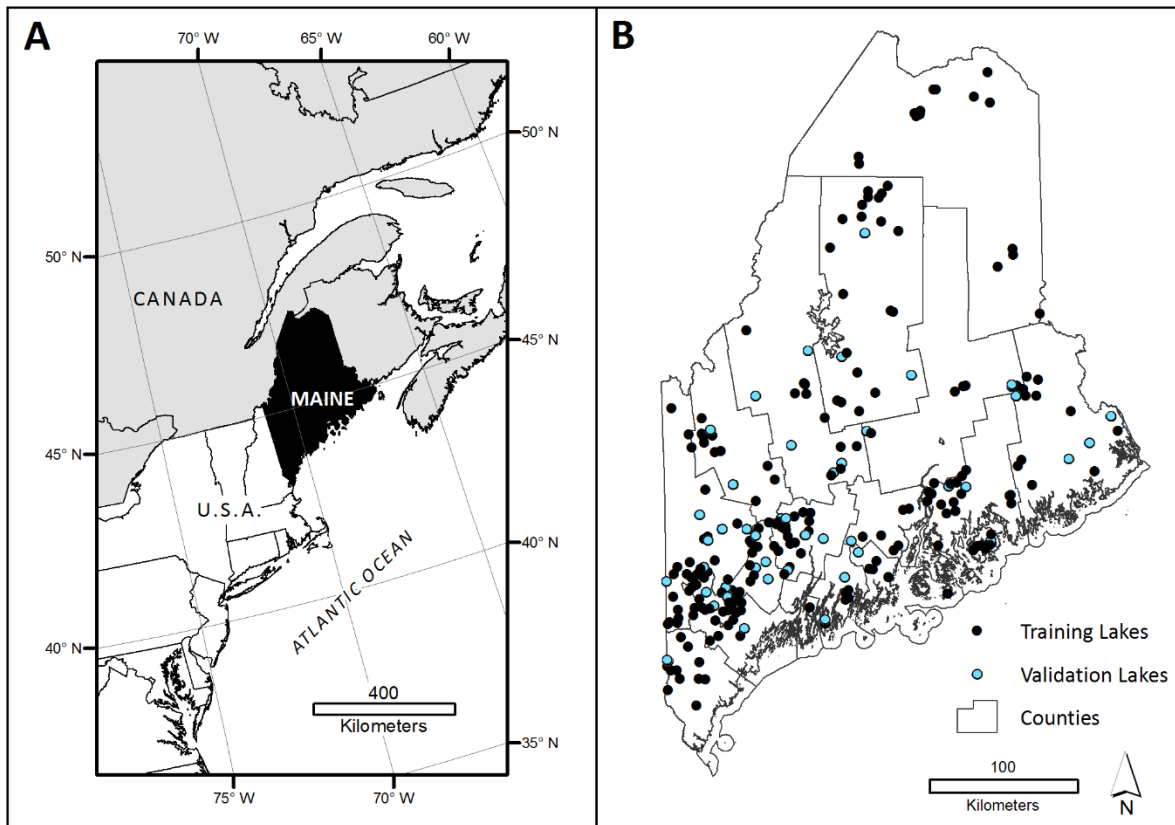 A
70° W
65° W
60° W
50° N
50° N
CANADA
45° N
MAINE
45° N
U.S.A.
ATLANTIC OCEAN
40° N
40° N
400
Kilometers
35° N
75° W
70° W
B
Training Lakes
Validation Lakes
Counties
100
Kilometers
N